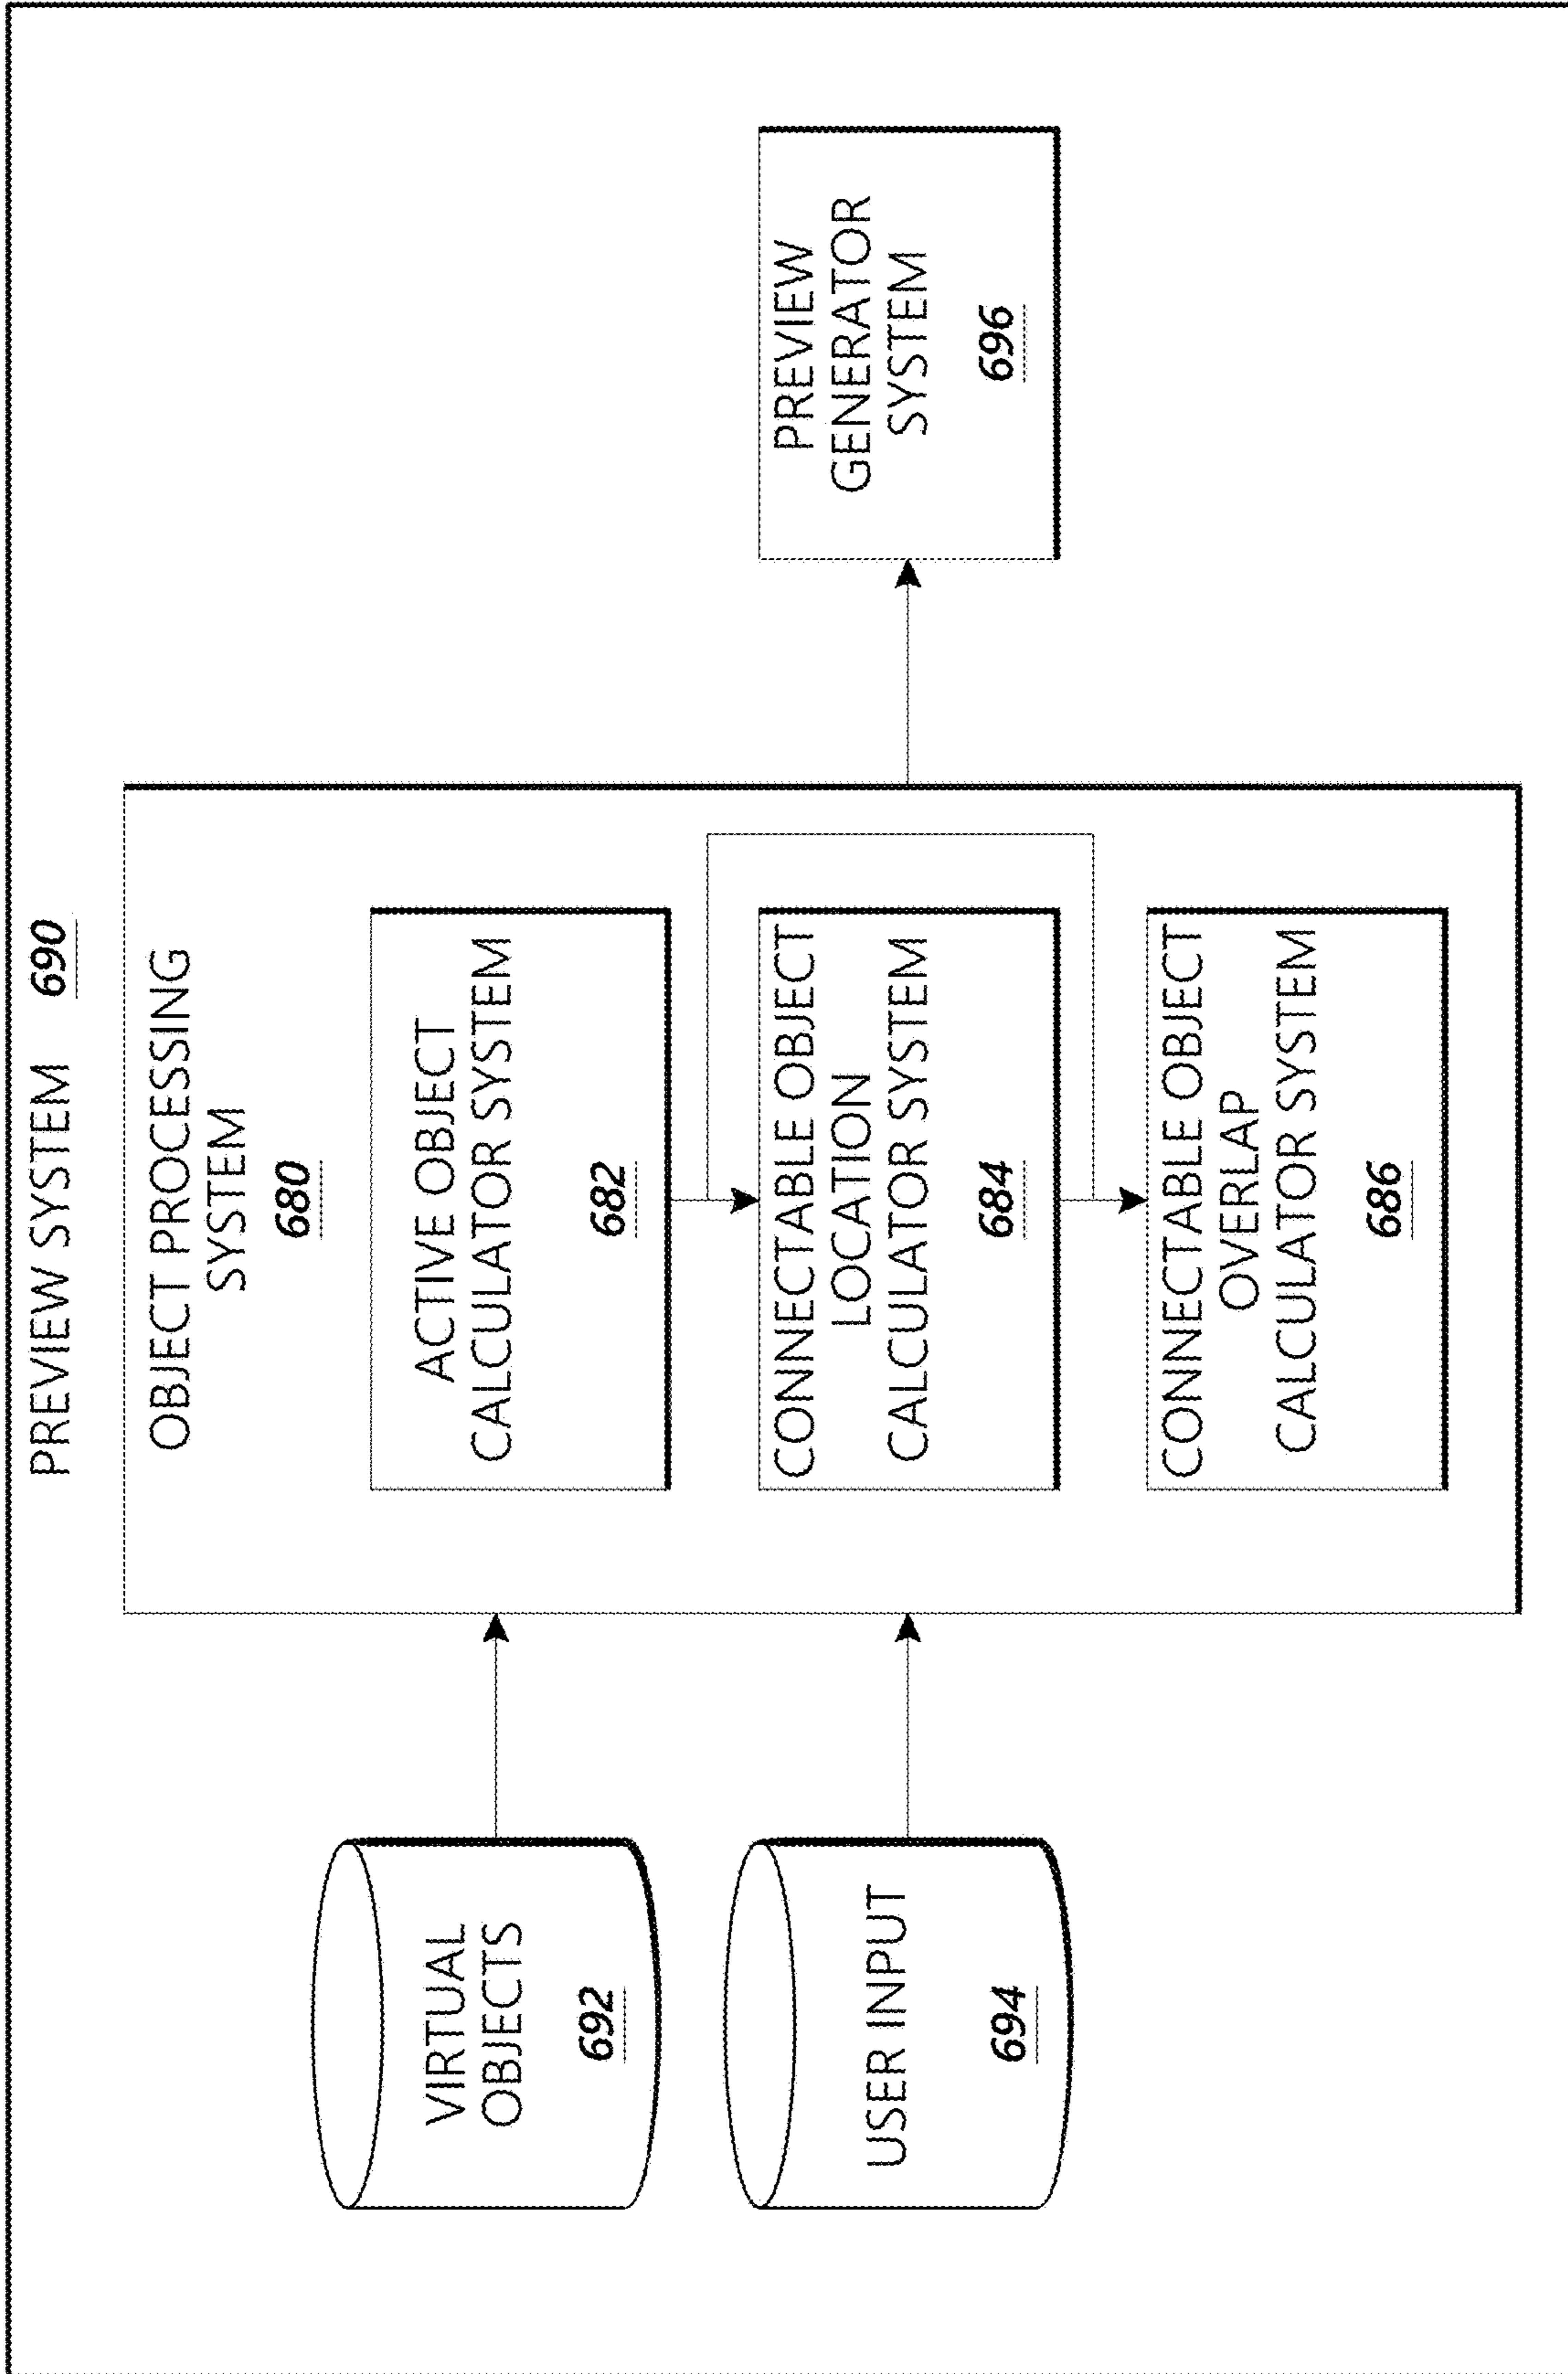 PREVIEW SYSTEM 690
VIRTUAL
OBJECTS
692
USER INPUT
694
OBJECT PROCESSING
SYSTEM
680
ACTIVE OBJECT
CALCULATOR SYSTEM
682
CONNECTABLE OBJECT
LOCATION
CALCULATOR SYSTEM
684
CONNECTABLE OBJECT
OVERLAP
CALCULATOR SYSTEM
686
PREVIEW
GENERATOR
SYSTEM
696